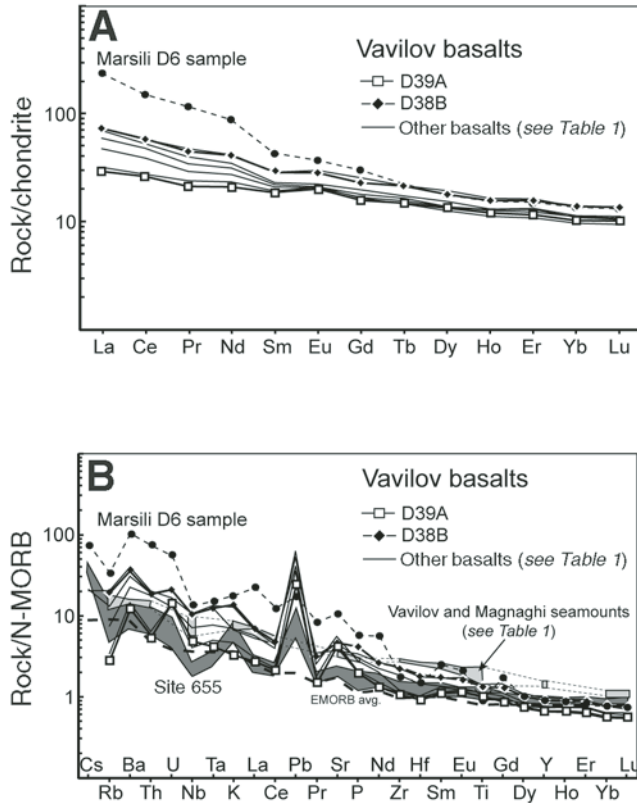 A
Marsili D6 sample
Vavilov basalts
D39A
D38B
Other basalts (see Table 1)
Rock/chondrite
100
10
La Ce Pr Nd Sm Eu Gd Tb Dy Ho Er Yb Lu
B
Marsili D6 sample
Vavilov basalts
D39A
D38B
Other basalts (see Table 1)
Vavilov and Magnaghi seamounts
(see Table 1)
Site 655
EMORB avg.
Rock/N-MORB
100
10
1
.1
Cs Ba U Ta La Pb Sr Nd Hf Eu Gd Y Er Lu
Rb Th Nb K Ce Pr P Zr Sm Ti Dy Ho Yb